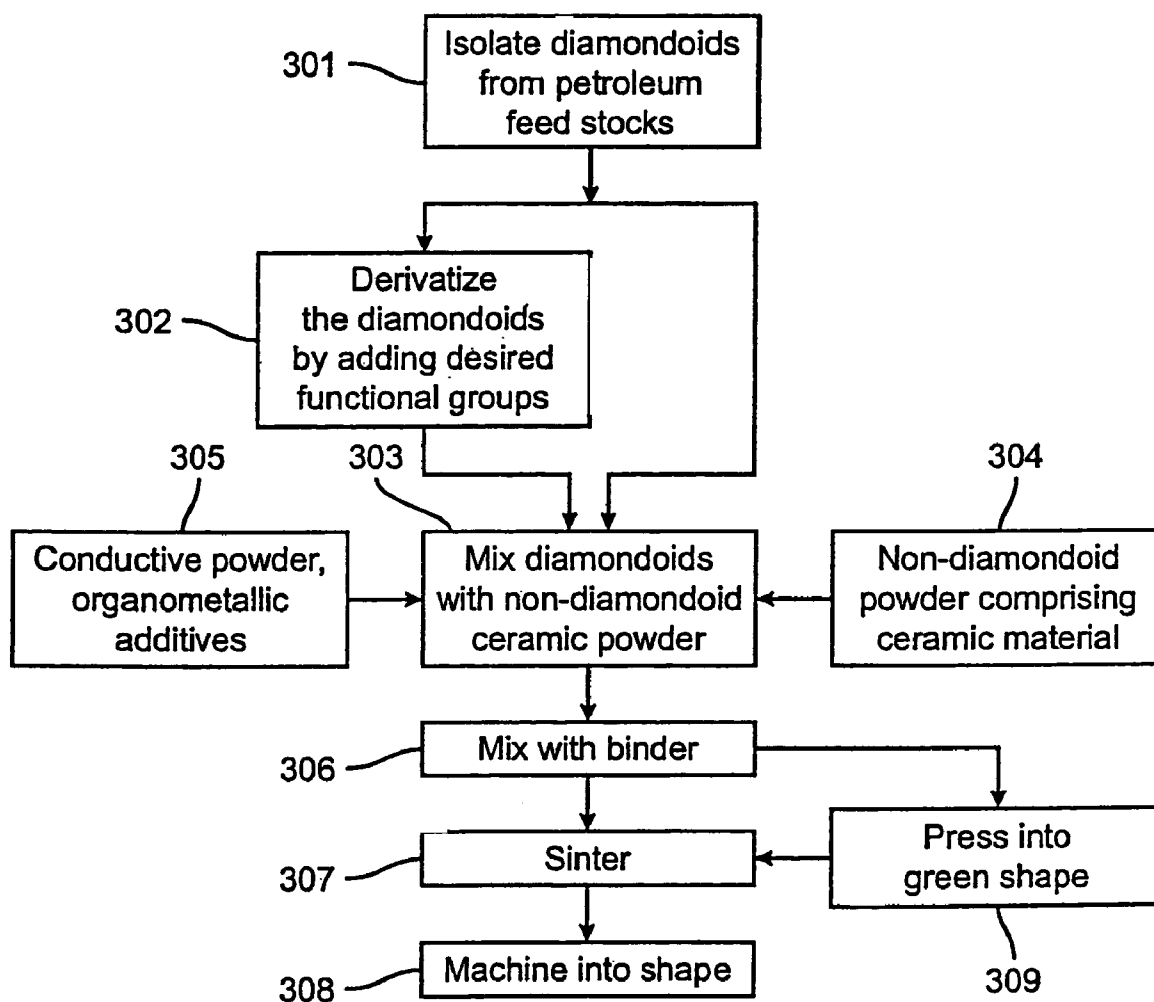 301
Isolate diamondoids
from petroleum
feed stocks
302
Derivatize
the diamondoids
by adding desired
functional groups
305
303
304
Conductive powder,
organometallic
additives
Mix diamondoids
with non-diamondoid
ceramic powder
Non-diamondoid
powder comprising
ceramic material
306
Mix with binder
307
Sinter
Press into
green shape
308
Machine into shape
309